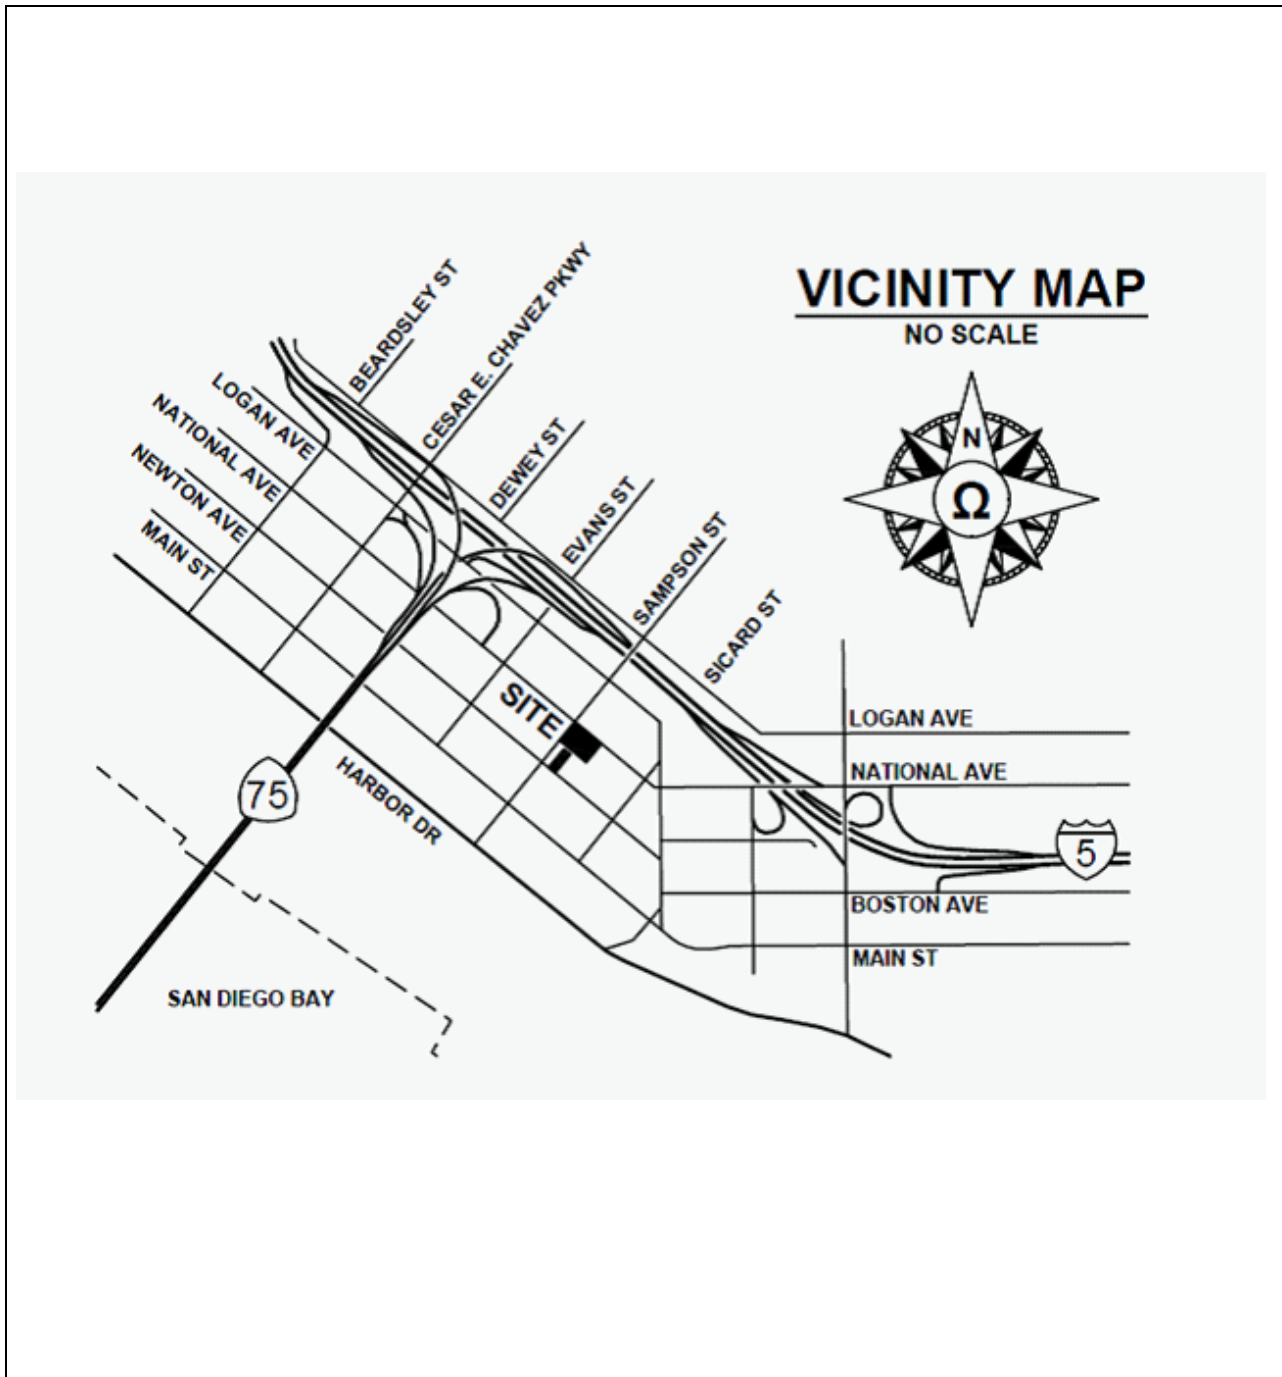 VICINITY MAP
NO SCALE
N
Ω
BEARDSLEY ST
CESAR E. CHAVEZ PKWY
LOGAN AVE
NATIONAL AVE
NEWTON AVE
MAIN ST
DEWEY ST
EVANS ST
SAMPSON ST
SICARD ST
SITE
LOGAN AVE
NATIONAL AVE
75
HARBOR DR
5
BOSTON AVE
MAIN ST
SAN DIEGO BAY